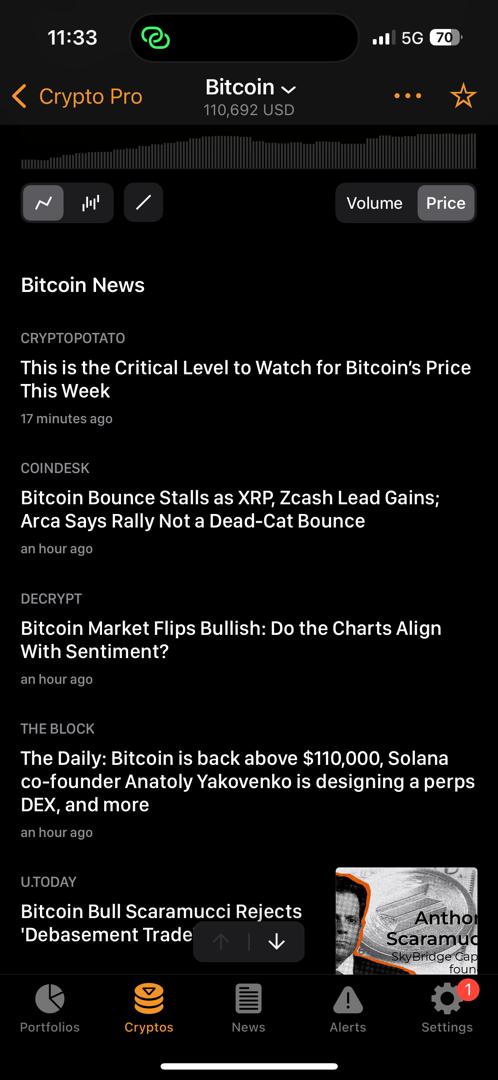 11:33
5G
70
Crypto Pro
Bitcoin
110,692 USD
Volume
Price
Bitcoin News
CRYPTOPOTATO
This is the Critical Level to Watch for Bitcoin’s Price
This Week
17 minutes ago
COINDESK
Bitcoin Bounce Stalls as XRP, Zcash Lead Gains;
Arca Says Rally Not a Dead-Cat Bounce
an hour ago
DECRYPT
Bitcoin Market Flips Bullish: Do the Charts Align
With Sentiment?
an hour ago
THE BLOCK
The Daily: Bitcoin is back above $110,000, Solana
co-founder Anatoly Yakovenko is designing a perps
DEX, and more
an hour ago
U.TODAY
Bitcoin Bull Scaramucci Rejects
'Debasement Trade
Anthon
Scaramuc
SkyBridge Cap
foun
Portfolios
Cryptos
News
Alerts
1
Settings